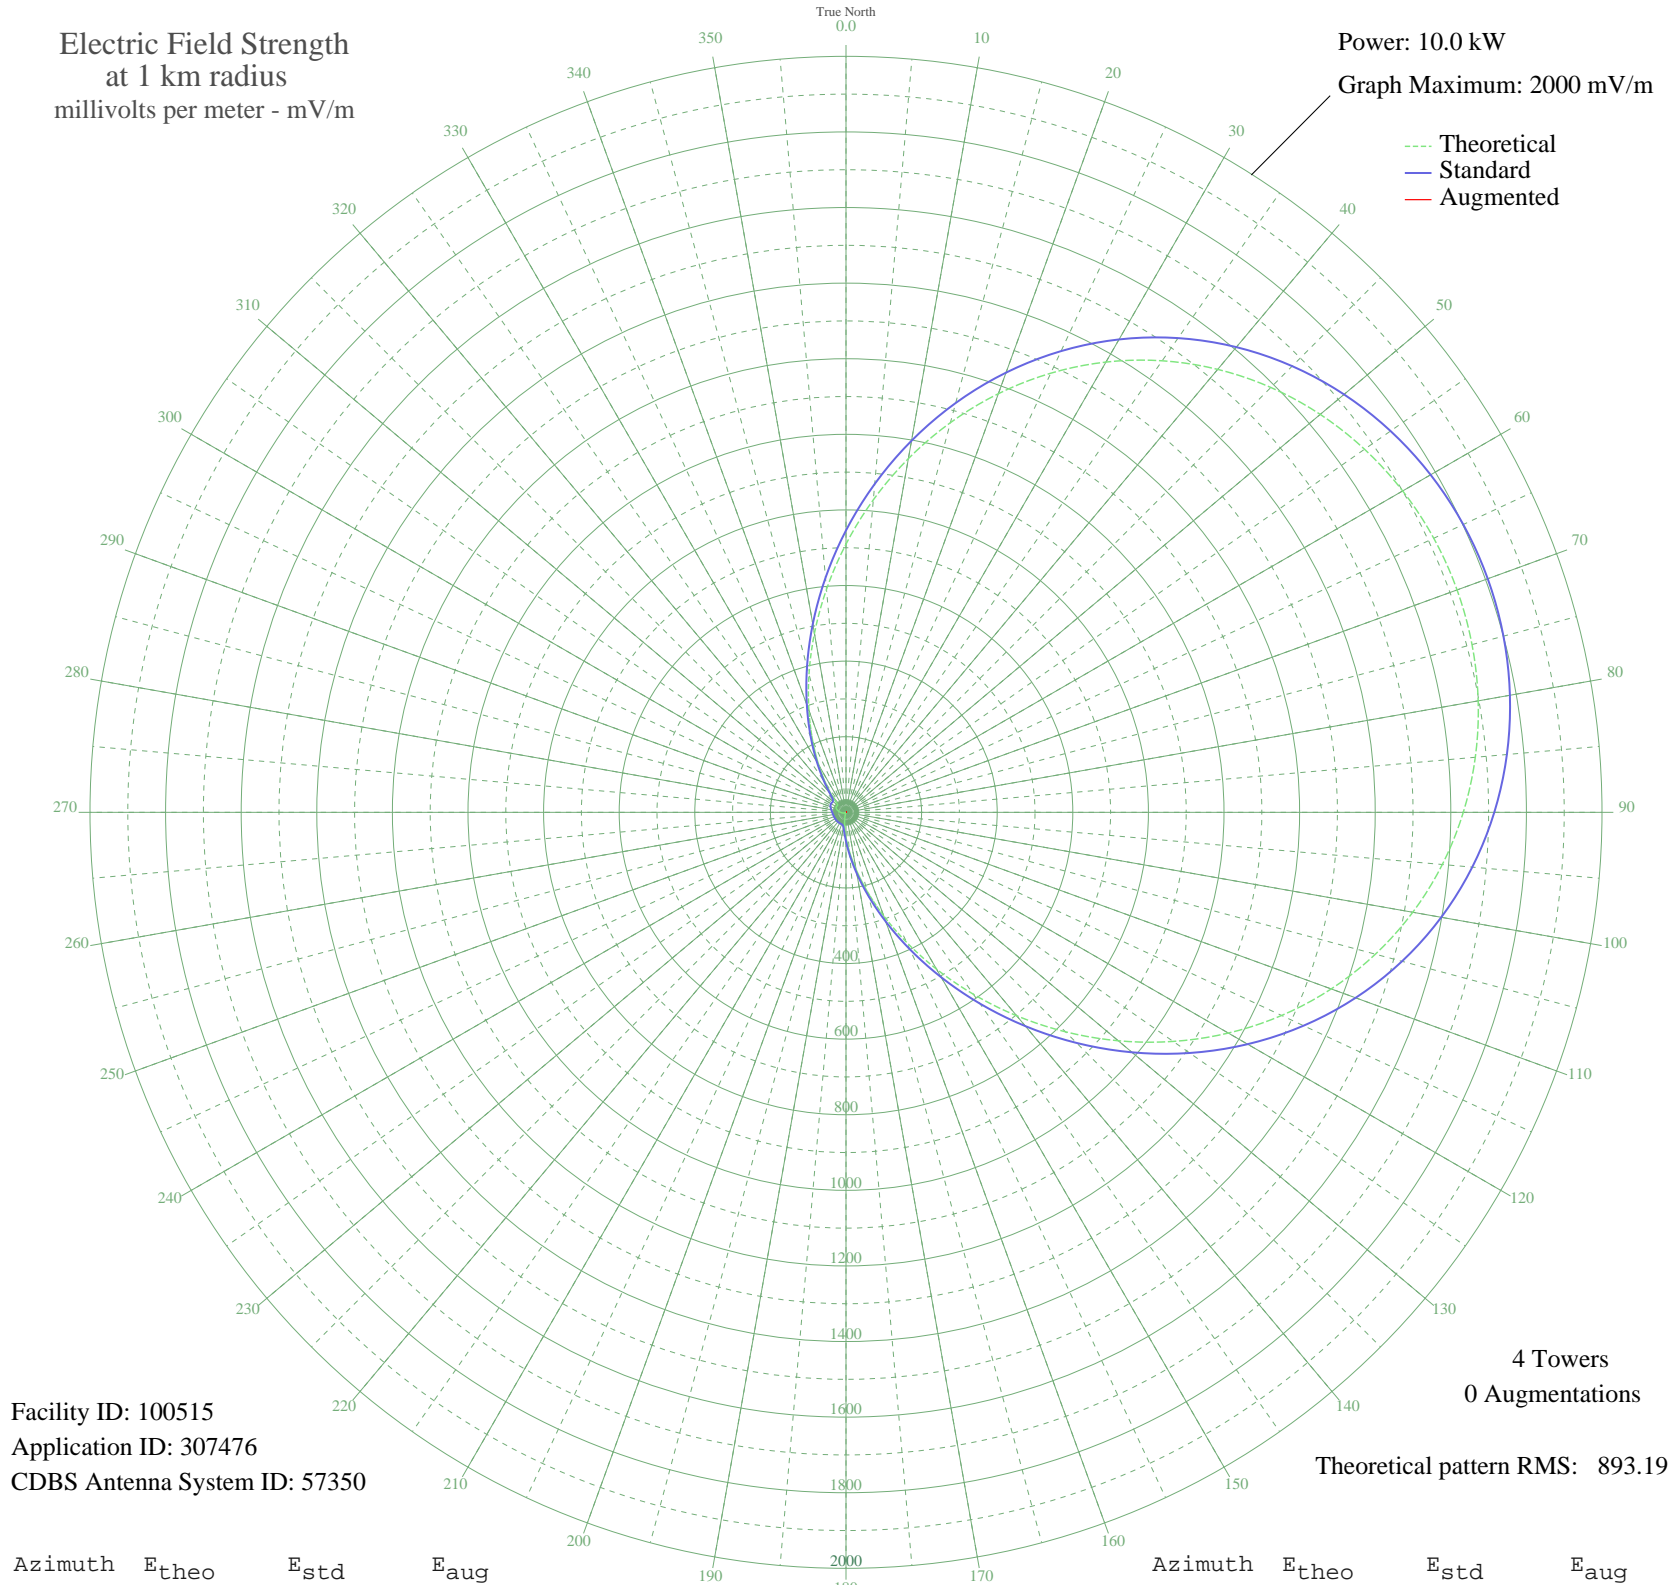 True North
Electric Field Strength
at 1 km radius
millivolts per meter - mV/m
Power: 10.0 kW
Graph Maximum: 2000 mV/m
Theoretical
Standard
Augmented
0.0
10
20
30
40
50
60
70
80
90
100
110
120
130
140
150
160
170
180
190
200
210
220
230
240
250
260
270
280
290
300
310
320
330
340
350
400
600
800
1000
1200
1400
1600
1800
2000
4 Towers
0 Augmentations
Theoretical pattern RMS: 893.19
Facility ID: 100515
Application ID: 307476
CDBS Antenna System ID: 57350
Azimuth Etheo Estd Eaug
Azimuth Etheo Estd Eaug